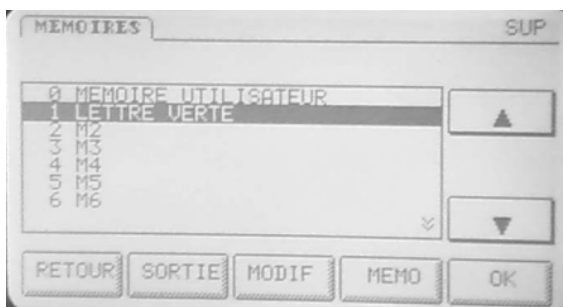 MEMOIRES
SUP
0 MEMOIRE UTILISATEUR
1 LETTRE VERTE
2 M2
3 M3
4 M4
5 M5
6 M6
RETOUR SORTIE MODIF MEMO OK